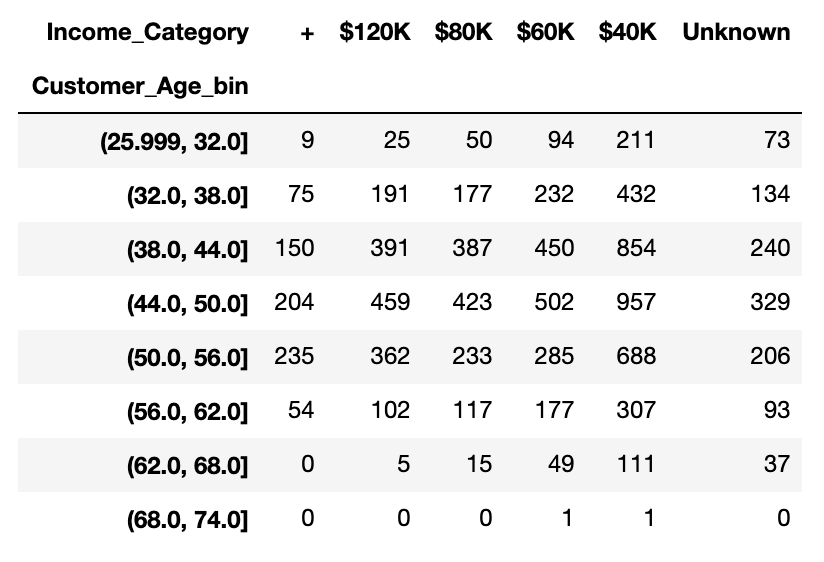 Income_Category + $120K $80K $60K $40K Unknown
Customer_Age_bin
(25.999, 32.0] 9 25 50 94 211 73
(32.0, 38.0] 75 191 177 232 432 134
(38.0, 44.0] 150 391 387 450 854 240
(44.0, 50.0] 204 459 423 502 957 329
(50.0, 56.0] 235 362 233 285 688 206
(56.0, 62.0] 54 102 117 177 307 93
(62.0, 68.0] 0 5 15 49 111 37
(68.0, 74.0] 0 0 0 1 1 0